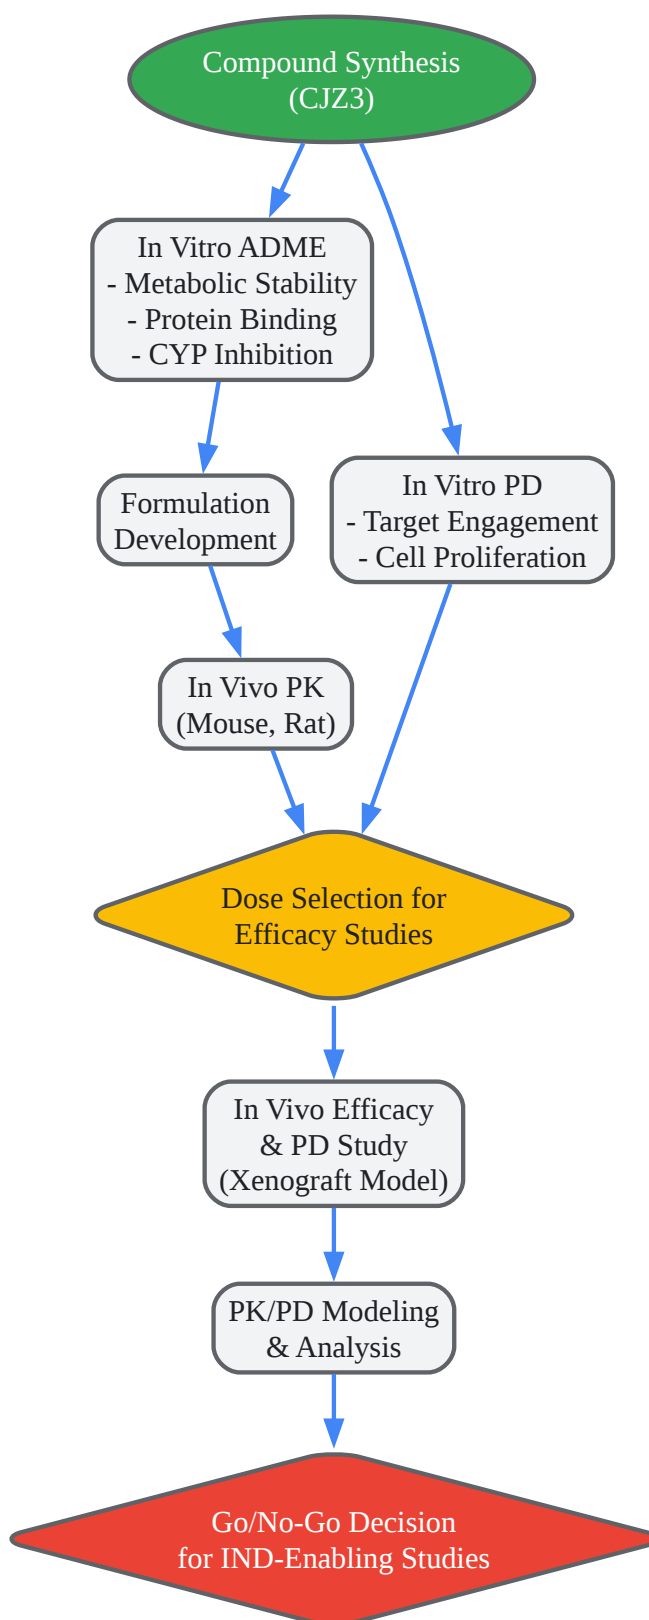 Compound Synthesis
(CJZ3)
In Vitro ADME
- Metabolic Stability
- Protein Binding
- CYP Inhibition
Formulation
Development
In Vitro PD
- Target Engagement
- Cell Proliferation
In Vivo PK
(Mouse, Rat)
Dose Selection for
Efficacy Studies
In Vivo Efficacy
& PD Study
(Xenograft Model)
PK/PD Modeling
& Analysis
Go/No-Go Decision
for IND-Enabling Studies